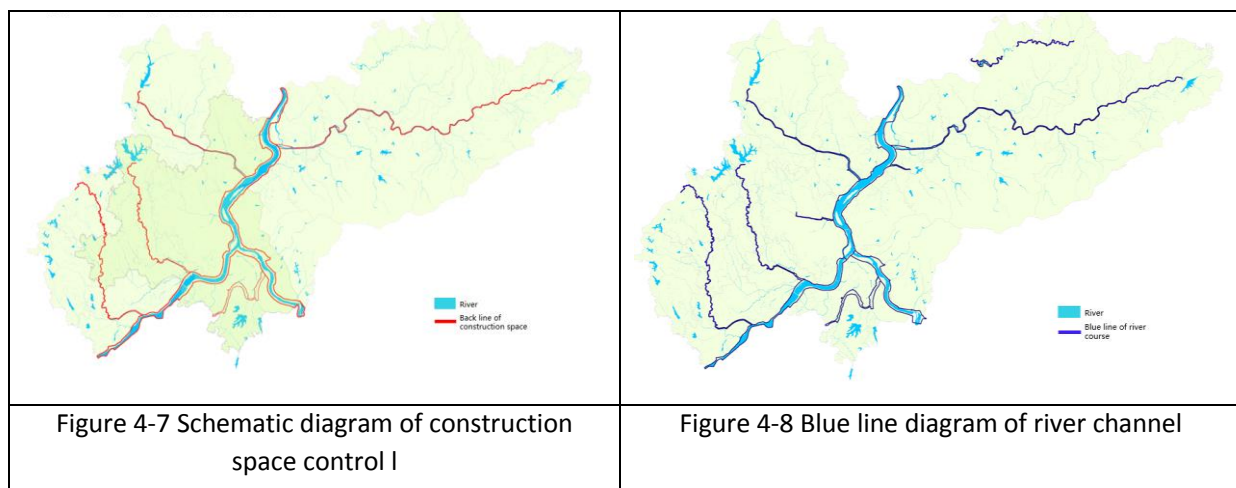 River
Back line of
construction space
River
Blue line of river
course
Figure 4-7 Schematic diagram of construction
space control l
Figure 4-8 Blue line diagram of river channel